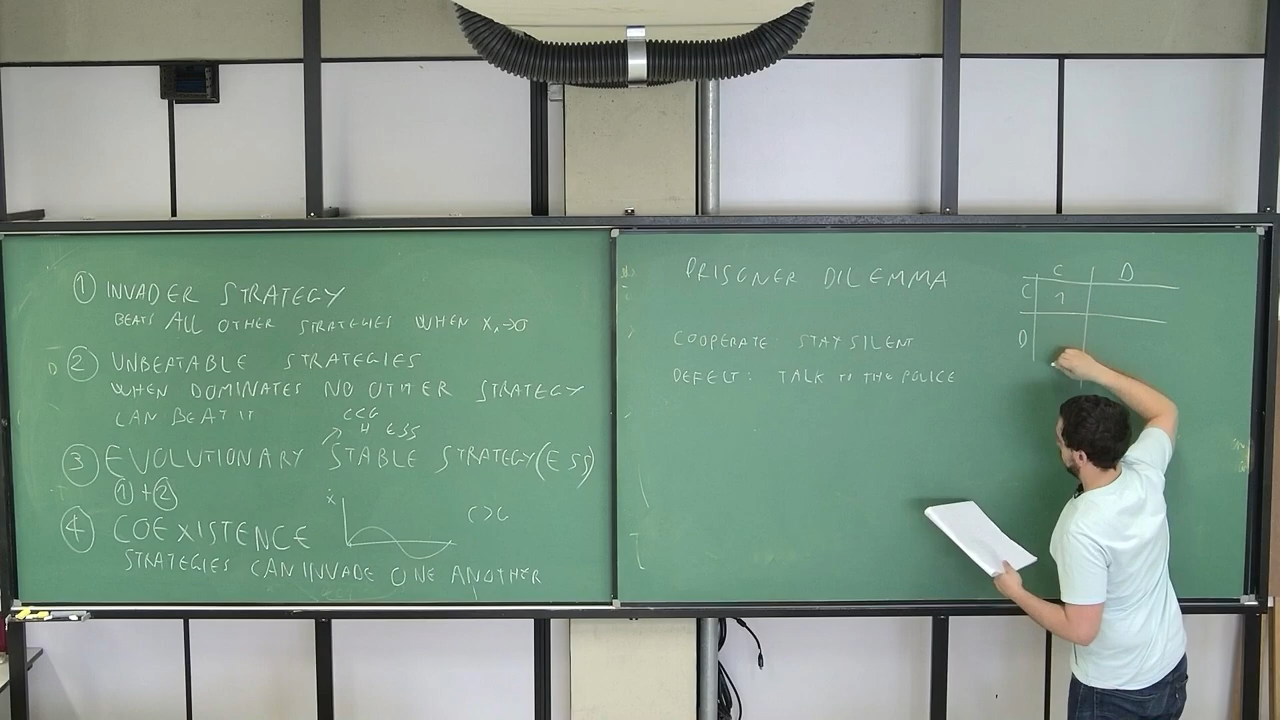 ① INVADER STRATEGY
BEATS ALL OTHER STRATEGIES WHEN
② UNBEATABLE STRATEGIES
WHEN DOMINATES NO OTHER STRATEGY
CAN BEAT IT
ESS
③ EVOLUTIONARY STABLE STRATEGY (ESS)
① + ②
④ COEXISTENCE
ẋ
STRATEGIES CAN INVADE ONE ANOTHER
PRISONER DILEMMA
COOPERATE: STAY SILENT
DEFECT: TALK TO THE POLICE
C D
C 1
D